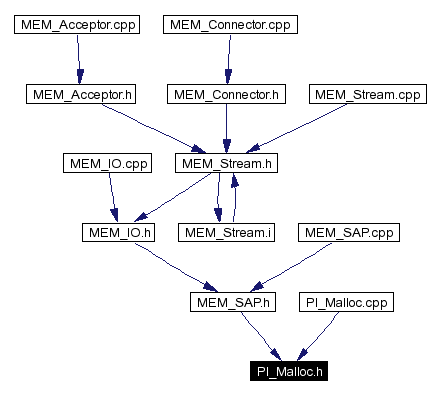 MEM_Acceptor.cpp
MEM_Connector.cpp
MEM_Acceptor.h
MEM_Connector.h
MEM_Stream.cpp
MEM_IO.cpp
MEM_Stream.h
MEM_IO.h
MEM_Stream.i
MEM_SAP.cpp
MEM_SAP.h
PI_Malloc.cpp
PI_Malloc.h